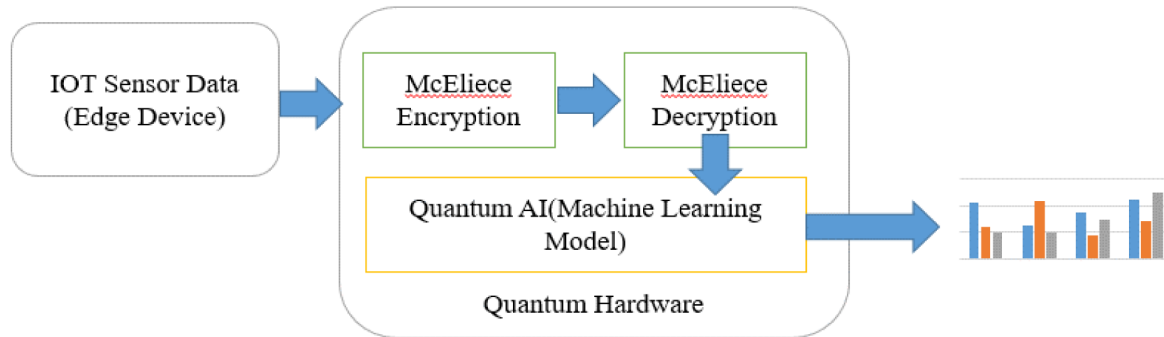 IOT Sensor Data
(Edge Device)
McEliece
Encryption
McEliece
Decryption
Quantum AI(Machine Learning
Model)
Quantum Hardware